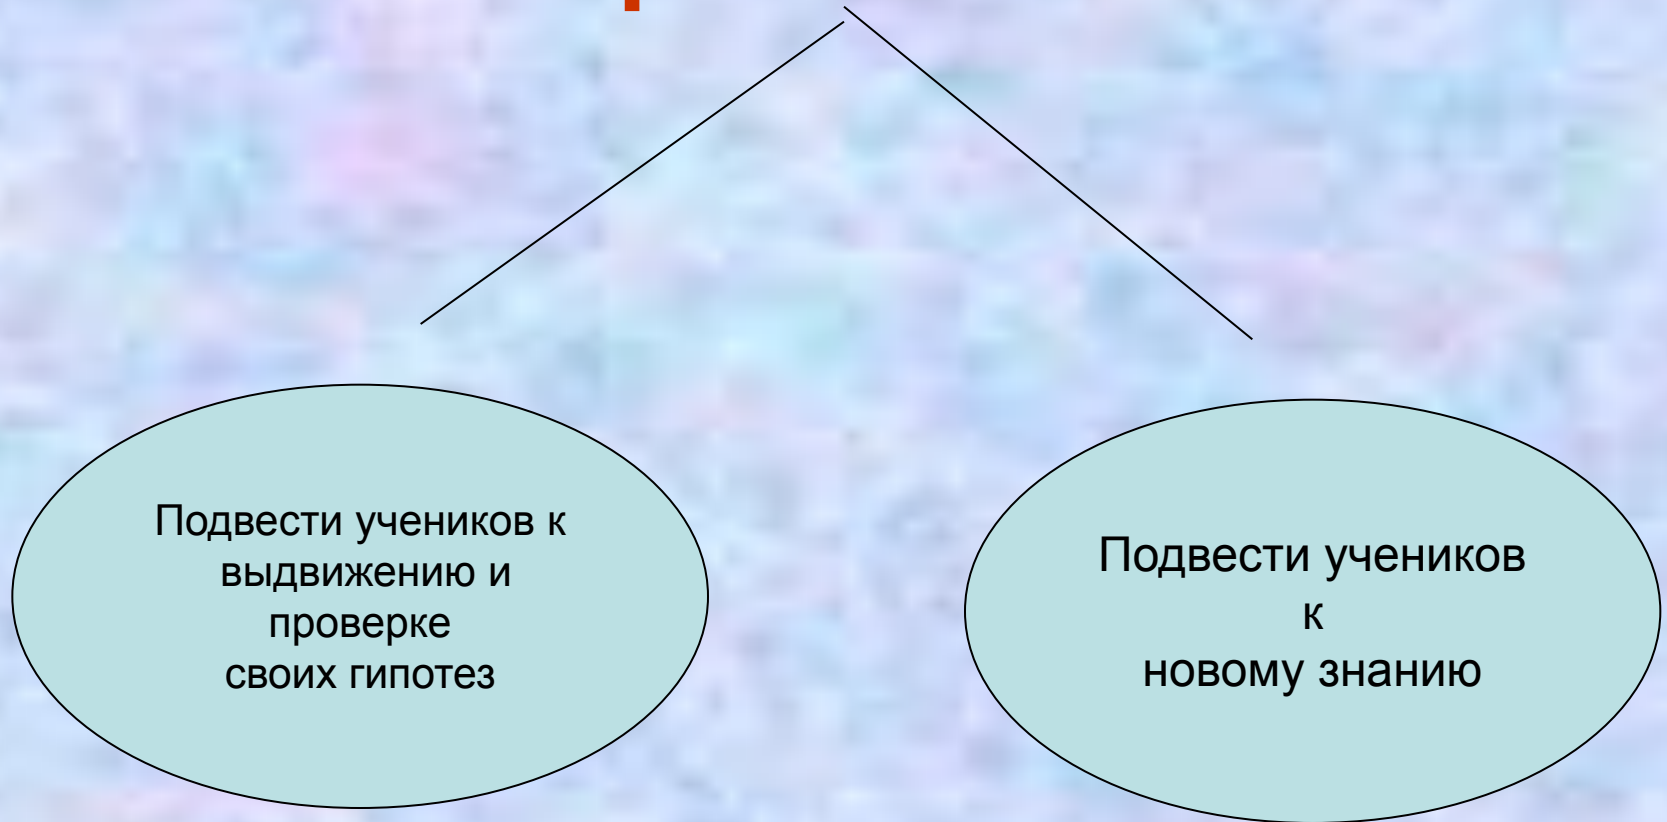 Подвести учеников к
выдвижению и
проверке
своих гипотез
Подвести учеников
к
новому знанию